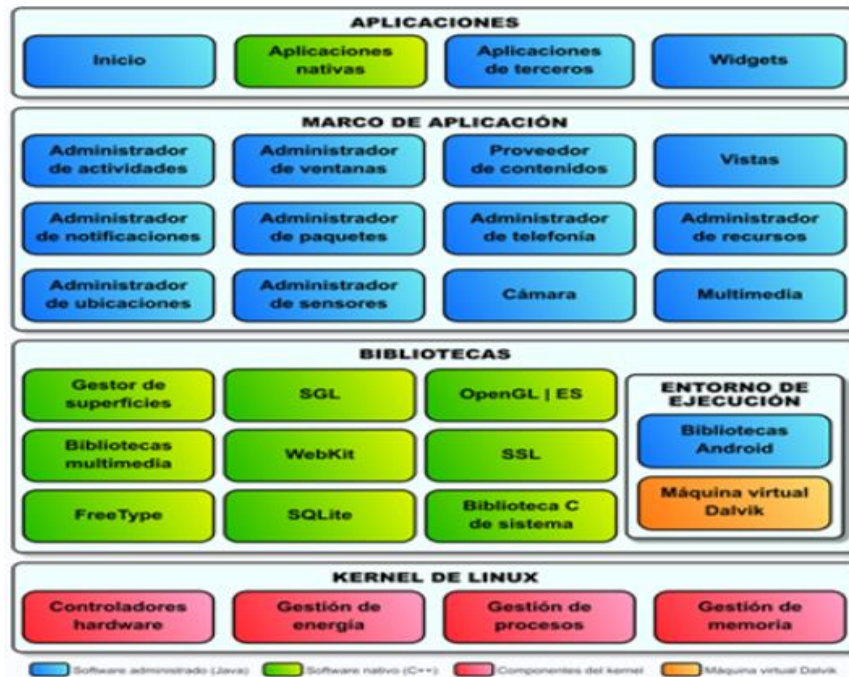 APLICACIONES
Inicio
Aplicaciones
nativas
Aplicaciones
de terceros
Widgets
MARCO DE APLICACIÓN
Administrador
de actividades
Administrador
de ventanas
Proveedor
de contenidos
Vistas
Administrador
de notificaciones
Administrador
de paquetes
Administrador
de telefonía
Administrador
de recursos
Administrador
de ubicaciones
Administrador
de sensores
Cámara
Multimedia
BIBLIOTECAS
Gestor de
superficies
SGL
OpenGL | ES
Bibliotecas
multimedia
WebKit
SSL
FreeType
SQLite
Biblioteca C
de sistema
ENTORNO DE
EJECUCIÓN
Bibliotecas
Android
Máquina virtual
Dalvik
KERNEL DE LINUX
Controladores
hardware
Gestión de
energía
Gestión de
procesos
Gestión de
memoria
Software administrado (Java)
Software nativo (C++)
Componentes del kernel
Máquina virtual Dalvik